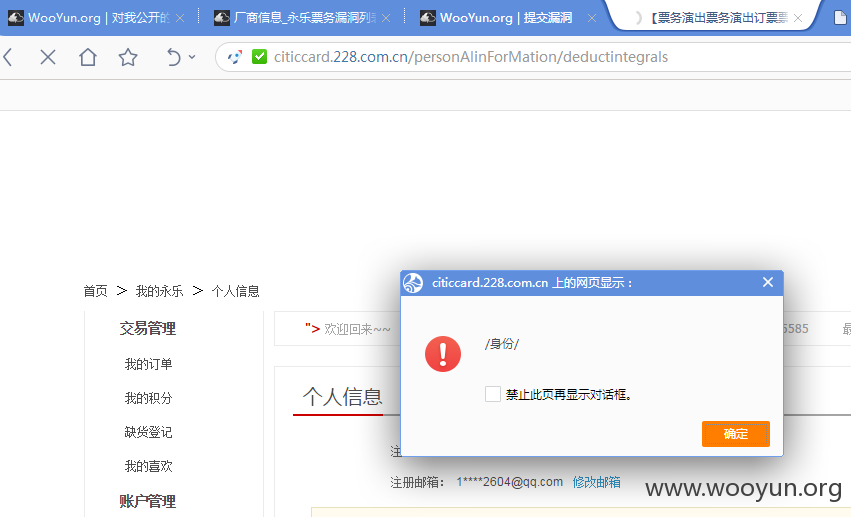 WooYun.org | 对我公开的
厂商信息_永乐票务漏洞列表
WooYun.org | 提交漏洞
【票务演出票务演出订票票
citiccard.228.com.cn/personAlinForMation/deductintegrals
首页 > 我的永乐 > 个人信息
交易管理
我的订单
我的积分
缺货登记
我的喜欢
账户管理
"> 欢迎回来~~
5585
最
个人信息
citiccard.228.com.cn 上的网页显示：
/身份/
禁止此页再显示对话框。
确定
注
注册邮箱： 1****2604@qq.com 修改邮箱
www.wooyun.org